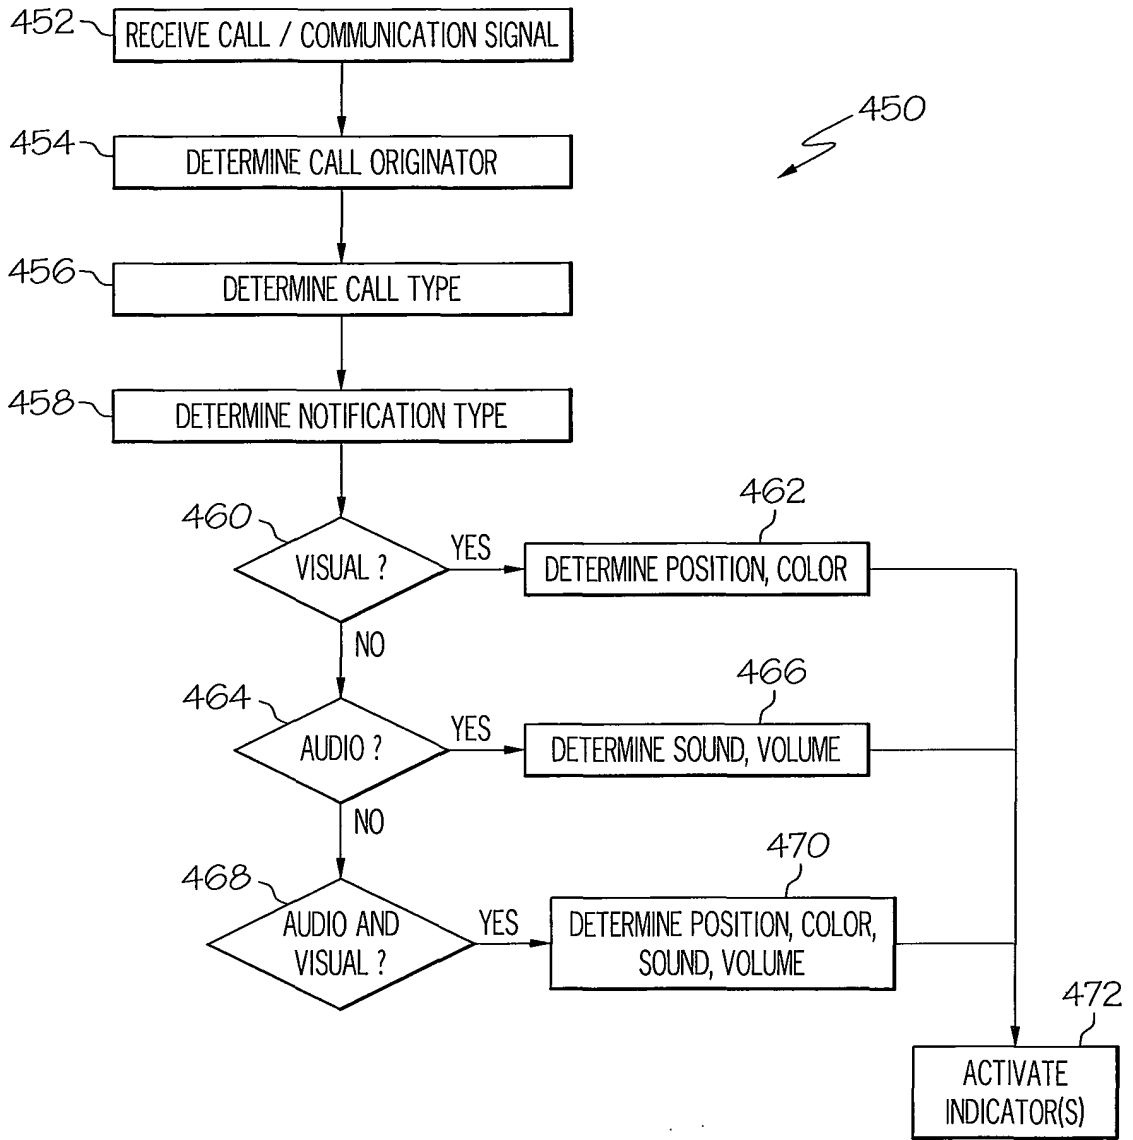 452
RECEIVE CALL / COMMUNICATION SIGNAL
450
454
DETERMINE CALL ORIGINATOR
456
DETERMINE CALL TYPE
458
DETERMINE NOTIFICATION TYPE
460
VISUAL ?
YES
462
DETERMINE POSITION, COLOR
NO
464
AUDIO ?
YES
466
DETERMINE SOUND, VOLUME
NO
468
AUDIO AND
VISUAL ?
YES
470
DETERMINE POSITION, COLOR,
SOUND, VOLUME
472
ACTIVATE
INDICATOR(S)